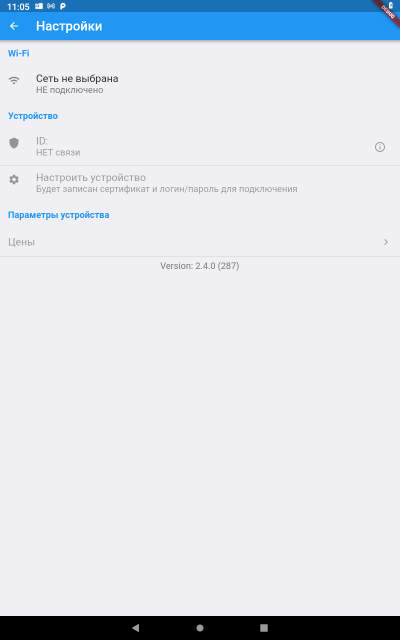 11:05
DEBUG
Настройки
Wi-Fi
Сеть не выбрана
НЕ подключено
Устройство
ID:
НЕТ связи
Настроить устройство
Будет записан сертификат и логин/пароль для подключения
Параметры устройства
Цены
Version: 2.4.0 (287)